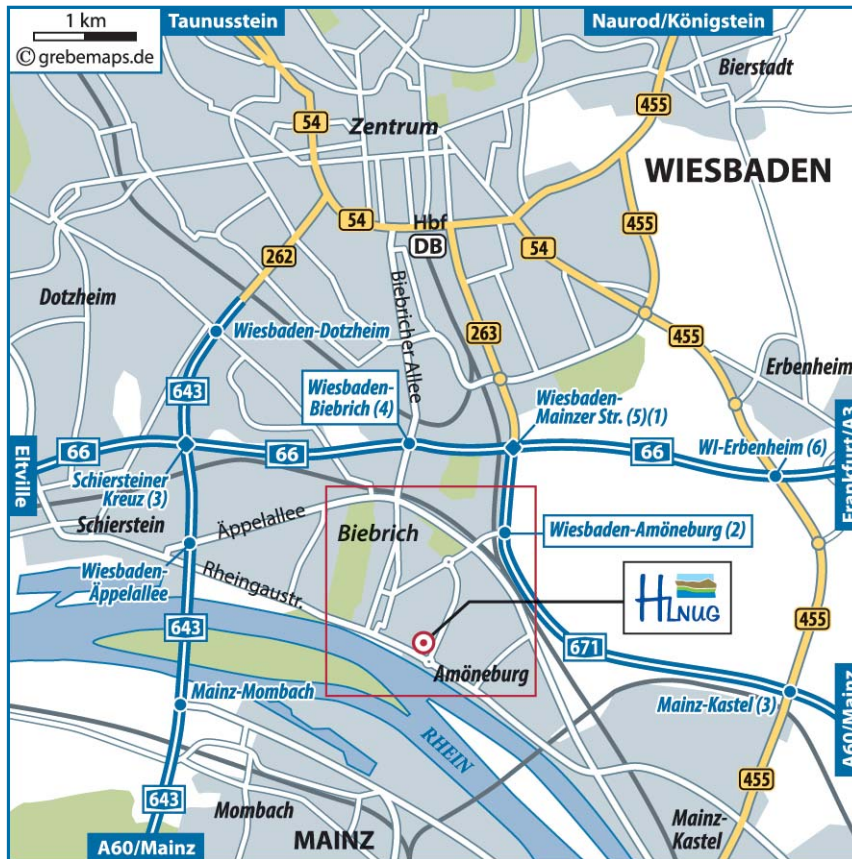 1 km
© grebemaps.de
Taunusstein
Naurod/Königstein
Bierstadt
455
54
Zentrum
WIESBADEN
54
Hbf
DB
54
455
262
Dotzheim
Biebricher Allee
263
455
Wiesbaden-Dotzheim
Erbenheim
643
Wiesbaden-
Biebrich (4)
Wiesbaden-
Mainzer Str. (5)(1)
Eltville
66
66
66
WI-Erbenheim (6)
Frankfurt/A3
Schiersteiner
Kreuz (3)
Schierstein
Äppelallee
Biebrich
Wiesbaden-Amöneburg (2)
Wiesbaden-
Äppelallee
Rheingaustr.
HLNUG
643
455
671
Amöneburg
Mainz-Mombach
Mainz-Kastel (3)
A60/Mainz
RHEIN
643
455
Mombach
Mainz-
Kastel
MAINZ
A60/Mainz